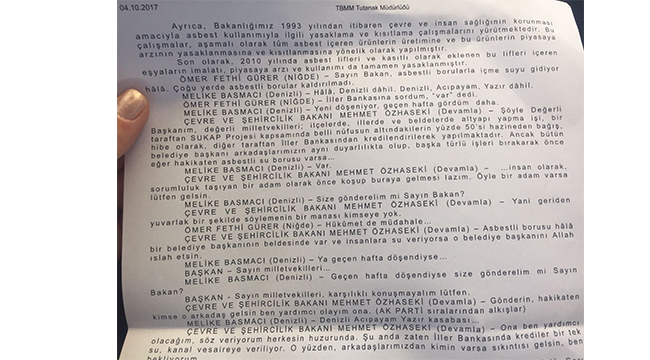 04.10.2017
TBMM Tutanak Müdürlüğü
Ayrıca, Bakanlığımız 1993 yılından itibaren çevre ve insan sağlığının korunması
amacıyla asbest kullanımıyla ilgili yasaklama ve kısıtlama çalışmalarını yürütmektedir. Bu
çalışmalar, aşamalı olarak tüm asbest içeren ürünlerin üretimine ve bu ürünlerin piyasaya
arzının yasaklanmasına ve kısıtlanmasına yönelik olarak yapılmıştır.
Son olarak, 2010 yılında asbest lifleri ve kasıtlı olarak eklenen bu lifleri içeren
eşyaların imalatı, piyasaya arzı ve kullanımı da tamamen yasaklanmıştır.
ÖMER FETHİ GÜRER (NİĞDE) – Sayın Bakan, asbestli borularla içme suyu gidiyor
hâlâ. Çoğu yerde asbestli borular kaldırılmadı.
MELİKE BASMACI (Denizli) – Hâlâ, Denizli dâhil. Denizli, Acıpayam, Yazır dâhil.
ÖMER FETHİ GÜRER (NİĞDE) – İller Bankasına sordum, "var" dedi.
MELİKE BASMACI (Denizli) – Yeni döşeniyor, geçen hafta gördüm daha.
ÇEVRE VE ŞEHİRCİLİK BAKANI MEHMET ÖZHASEKİ (Devamla) – Şöyle Değerli
Başkanım, değerli milletvekilleri; ilçelerde, illerde ve beldelerde altyapı yapma işi, bir
taraftan SUKAP Projesi kapsamında belli nüfusun altındakilerin yüzde 50'si hazineden bağış,
hibe olarak, diğer taraftan İller Bankasından kredilendirilerek yapılmaktadır. Ancak bütün
belediye başkanı arkadaşlarımızın aynı duyarlılıkta olup, başka türlü işleri bırakarak önce
eğer hakikaten asbestli su borusu varsa...
MELİKE BASMACI (Denizli) – Var.
ÇEVRE VE ŞEHİRCİLİK BAKANI MEHMET ÖZHASEKİ (Devamla) – ...insan olarak,
sorumluluk taşıyan bir adam olarak önce koşup buraya gelmesi lazım. Öyle bir adam varsa
lütfen gelsin.
MELİKE BASMACI (Denizli) – Size gönderelim mi Sayın Bakan?
ÇEVRE VE ŞEHİRCİLİK BAKANI MEHMET ÖZHASEKİ (Devamla) – Yani geriden
yuvarlak bir şekilde söylemenin bir manası kimseye yok.
ÖMER FETHİ GÜRER (NİĞDE) – Hükûmet de müdahale...
ÇEVRE VE ŞEHİRCİLİK BAKANI MEHMET ÖZHASEKİ (Devamla) – Asbestli borusu hâlâ
bir belediye başkanının beldesinde var ve insanlara su veriyorsa o belediye başkanını Allah
ıslah etsin.
MELİKE BASMACI (Denizli) – Ya geçen hafta döşendiyse...
BAŞKAN – Sayın milletvekilleri...
MELİKE BASMACI (Denizli) – Geçen hafta döşendiyse size gönderelim mi Sayın
Bakan?
BAŞKAN - Sayın milletvekilleri, karşılıklı konuşmayalım lütfen.
ÇEVRE VE ŞEHİRCİLİK BAKANI MEHMET ÖZHASEKİ (Devamla) – Gönderin, hakikaten
kimse o arkadaş gelsin ben yardımcı olayım ona. (AK PARTİ sıralarından alkışlar)
MELİKE BASMACI (Denizli) – Denizli Acıpayam Yazır kasabası...
ÇEVRE VE ŞEHİRCİLİK BAKANI MEHMET ÖZHASEKİ (Devamla) – Ona ben yardımcı
olacağım, söz veriyorum herkesin huzurunda. Şu anda zaten İller Bankasında krediler bir tek
su, kanal vesaireye veriliyor. O yüzden, arkadaşlarımızdan kimin varsa sıkıntısı gelsin, ben
bekliyorum.